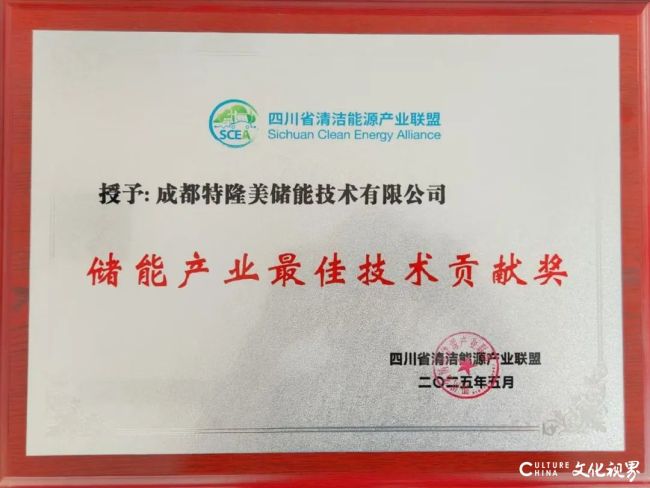 SCEA
四川省清洁能源产业联盟
Sichuan Clean Energy Alliance
授予: 成都特隆美储能技术有限公司
储能产业最佳技术贡献奖
四川省清洁能源产业联盟
二〇二五年五月
CULTURE CHINA 文化视界